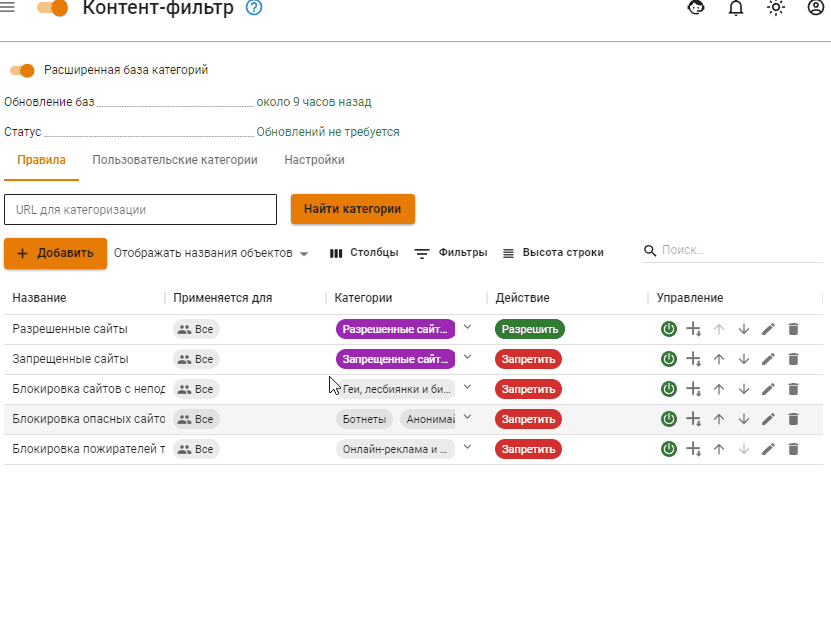 Контент-фильтр ?
Расширенная база категорий
Обновление баз около 9 часов назад
Статус Обновлений не требуется
Правила Пользовательские категории Настройки
URL для категоризации Найти категории
+ Добавить Отображать названия объектов Столбцы Фильтры Высота строки Поиск...
Название Применяется для Категории Действие Управление
Разрешенные сайты Все Разрешенные сайт... Разрешить
Запрещенные сайты Все Запрещенные сайт... Запретить
Блокировка сайтов с непод Все Геи, лесбиянки и би... Запретить
Блокировка опасных сайто Все Ботнеты Анонимай Запретить
Блокировка пожирателей т Все Онлайн-реклама и ... Запретить